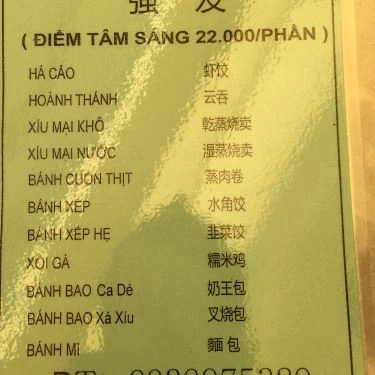 強 友
( ĐIỂM TÂM SÁNG 22.000/PHẦN )
HÁ CẢO 虾饺
HOÀNH THÁNH 云吞
XÍU MẠI KHÔ 乾蒸烧卖
XÍU MẠI NƯỚC 湿蒸烧卖
BÁNH CUỐN THỊT 蒸肉卷
BÁNH XẾP 水角饺
BÁNH XẾP HẸ 韭菜饺
XÔI GÀ 糯米鸡
BÁNH BAO Ca Dé 奶王包
BÁNH BAO Xá Xíu 叉烧包
BÁNH Mì 麵 包